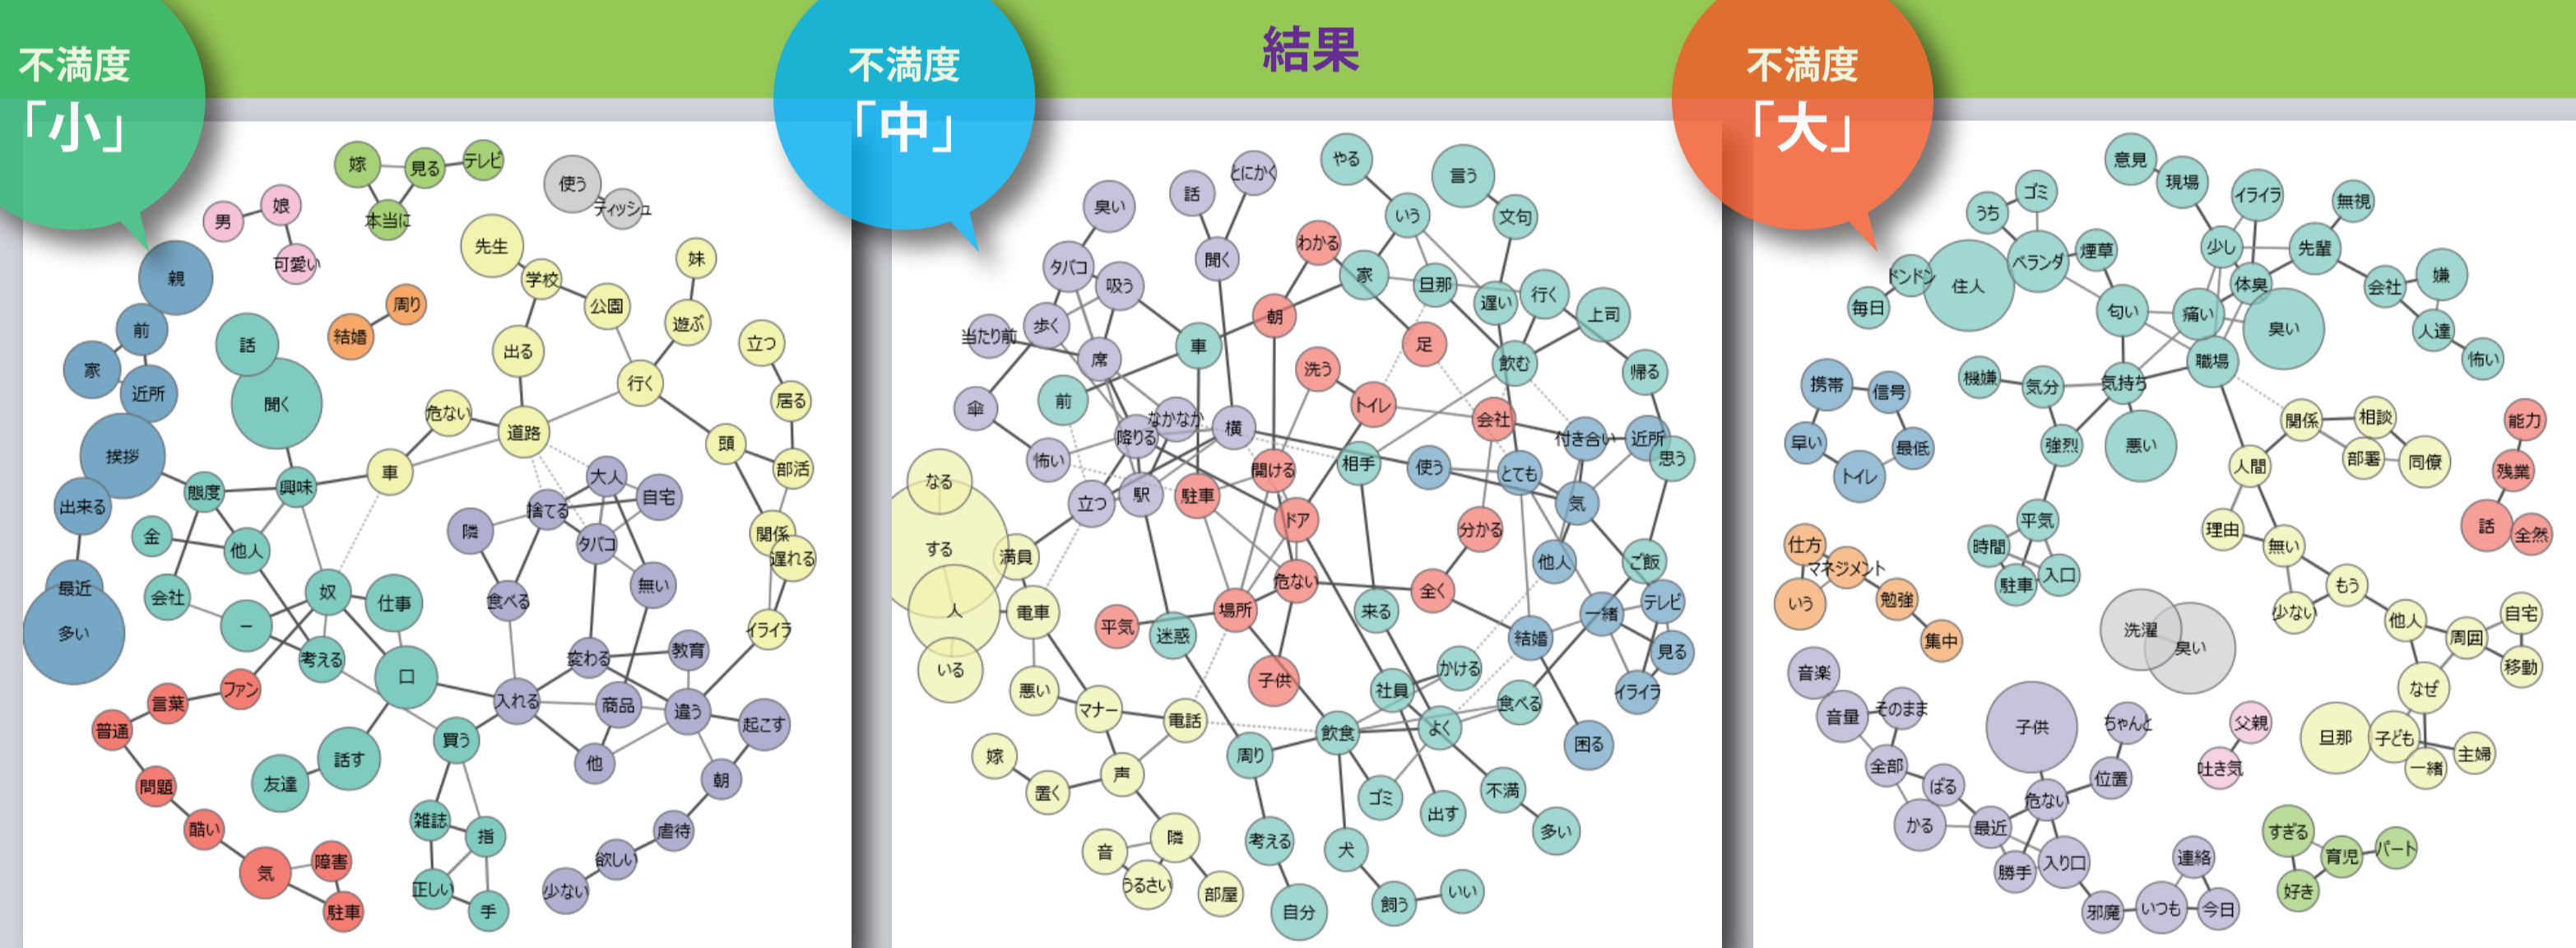 結果
不満度
「小」
嫁
見る
テレビ
本当に
使う
ティッシュ
男
娘
可愛い
親
前
家
近所
挨拶
出来る
最近
多い
周り
結婚
話
聞く
先生
学校
公園
出る
妹
遊ぶ
行く
立つ
居る
部活
頭
関係
遅れる
イライラ
危ない
道路
車
態度
興味
金
他人
会社
ー
奴
仕事
考える
口
大人
自宅
捨てる
隣
タバコ
食べる
無い
変わる
教育
入れる
商品
違う
起こす
他
朝
虐待
欲しい
少ない
ファン
言葉
普通
問題
酷い
気
障害
駐車
話す
友達
買う
雑誌
指
正しい
手
不満度
「中」
臭い
話
とにかく
聞く
タバコ
吸う
歩く
当たり前
席
傘
怖い
前
車
なかなか
降りる
横
立つ
駅
やる
言う
いう
文句
わかる
家
旦那
遅い
行く
上司
朝
足
飲む
帰る
洗う
トイレ
会社
付き合い
近所
思う
開ける
相手
使う
とても
気
駐車
ドア
分かる
他人
ご飯
なる
する
満員
人
電車
いる
危ない
全く
場所
平気
迷惑
来る
結婚
一緒
テレビ
見る
イライラ
子供
かける
社員
食べる
悪い
マナー
電話
飲食
よく
困る
周り
嫁
置く
声
ゴミ
出す
不満
多い
隣
音
うるさい
部屋
考える
犬
自分
飼う
いい
不満度
「大」
意見
現場
イライラ
無視
ゴミ
うち
ベランダ
煙草
少し
先輩
ドンドン
住人
毎日
体臭
会社
嫌
匂い
痛い
臭い
人達
怖い
職場
携帯
信号
早い
最低
トイレ
機嫌
気分
気持ち
強烈
悪い
関係
相談
部署
同僚
人間
能力
残業
話
全然
平気
時間
駐車
入口
理由
無い
もう
少ない
仕方
マネジメント
いう
勉強
集中
洗濯
臭い
他人
自宅
周囲
移動
なぜ
音楽
音量
そのまま
子供
ちゃんと
父親
吐き気
旦那
子ども
主婦
一緒
全部
ばる
かる
最近
危ない
位置
勝手
入り口
連絡
邪魔
いつも
今日
すぎる
育児
パート
好き